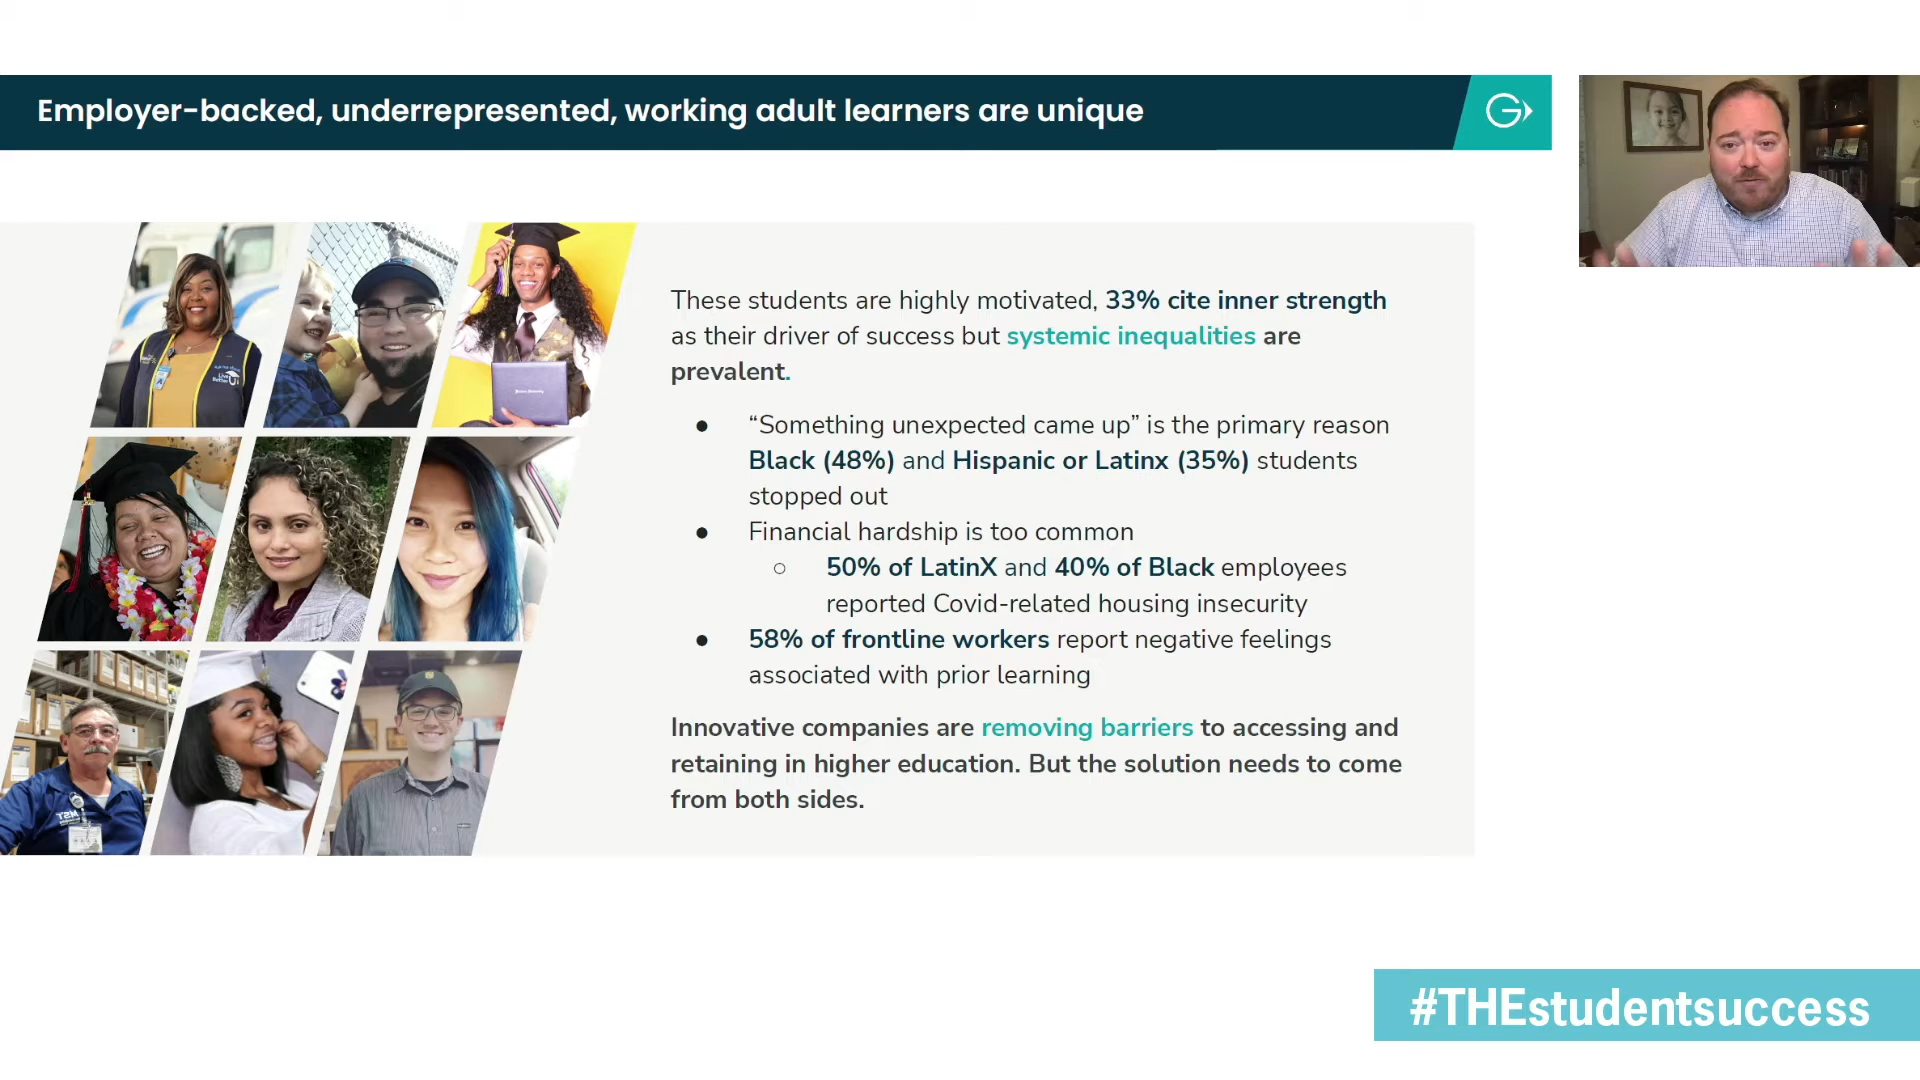 Employer-backed, underrepresented, working adult learners are unique
These students are highly motivated, 33% cite inner strength
as their driver of success but systemic inequalities are
prevalent.
● “Something unexpected came up” is the primary reason
Black (48%) and Hispanic or Latinx (35%) students
stopped out
● Financial hardship is too common
○ 50% of LatinX and 40% of Black employees
reported Covid-related housing insecurity
● 58% of frontline workers report negative feelings
associated with prior learning
Innovative companies are removing barriers to accessing and
retaining in higher education. But the solution needs to come
from both sides.
#THEstudentsuccess